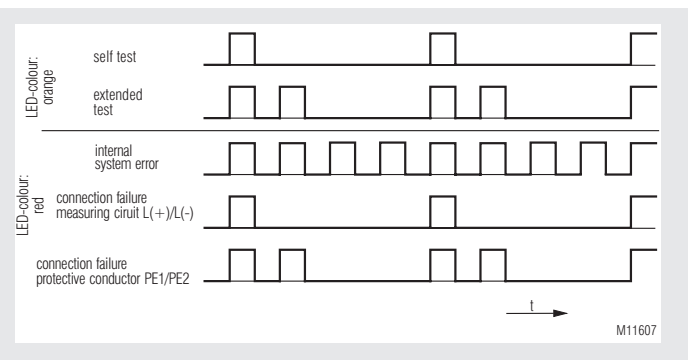 LED-colour:
orange
self test
extended
test
LED-colour:
red
internal
system error
connection failure
measuring ciruit L(+)/L(-)
connection failure
protective conductor PE1/PE2
t
M11607